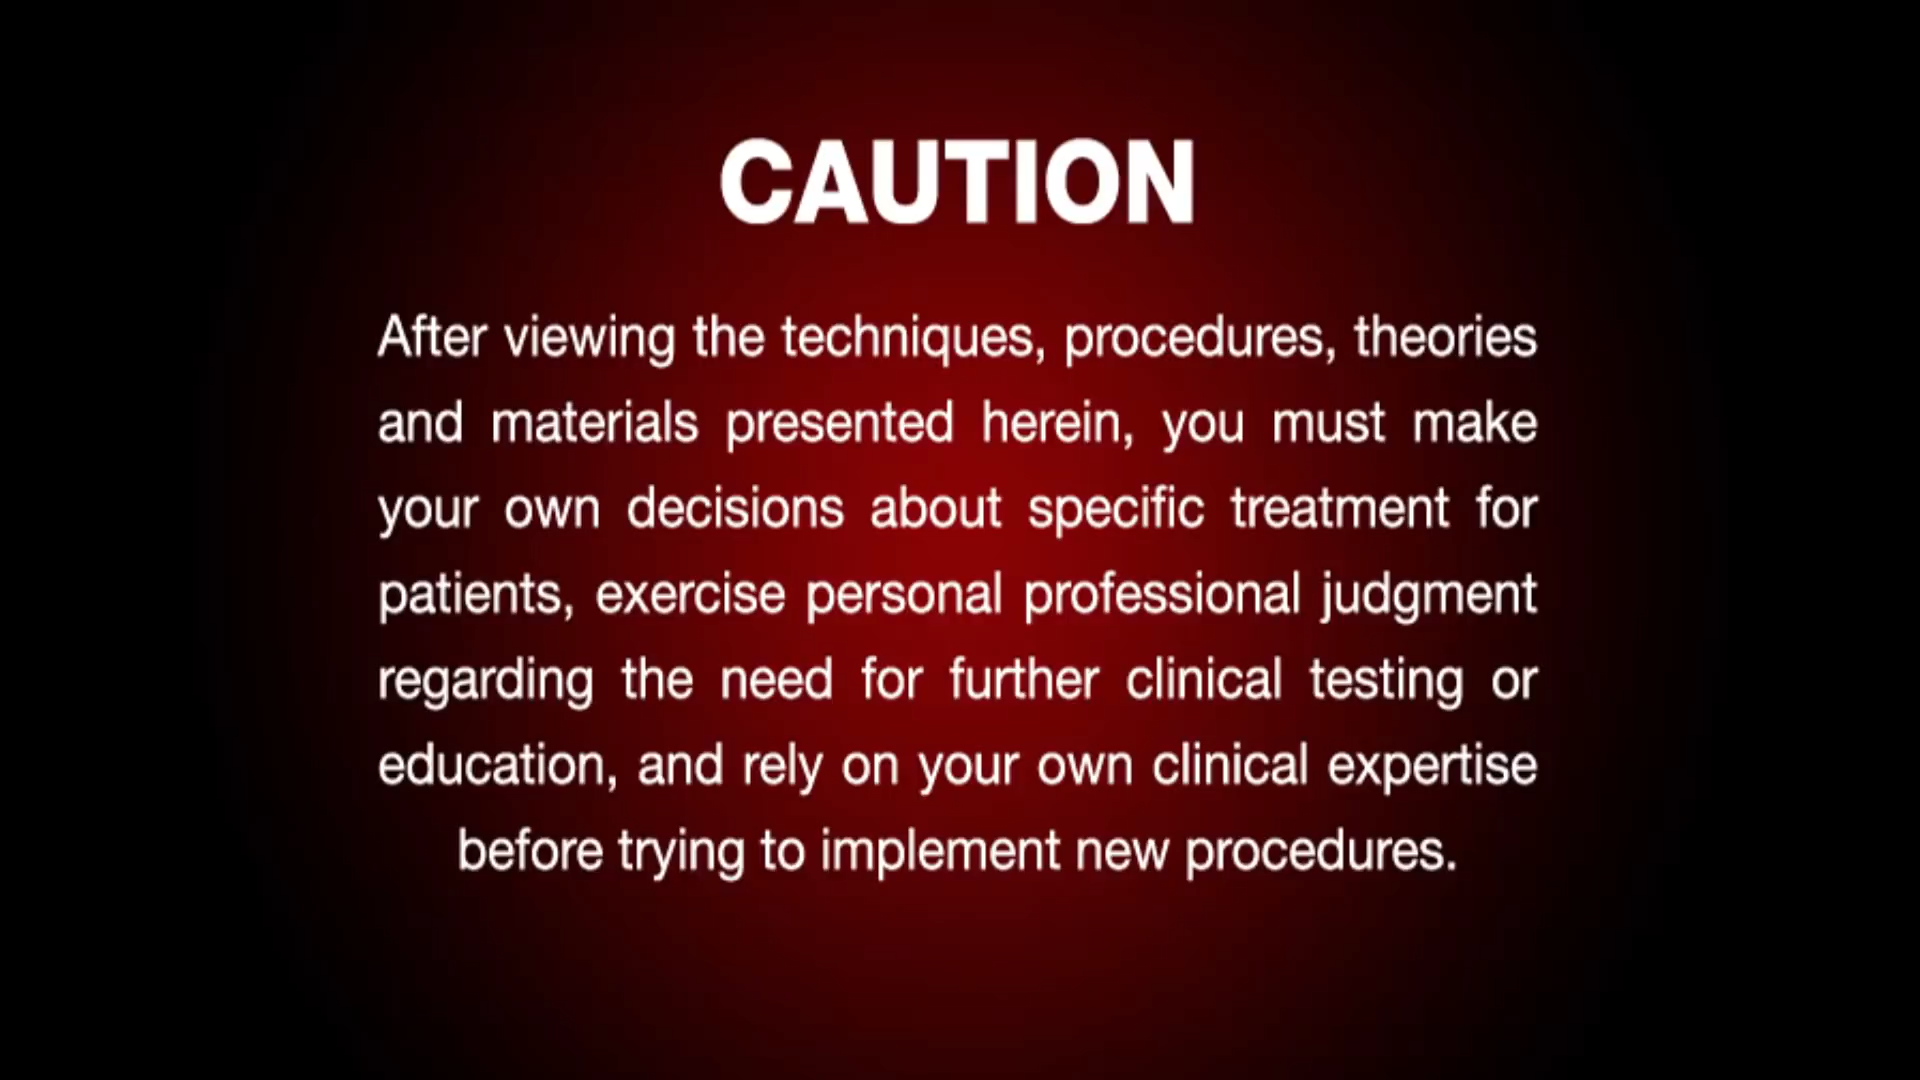 CAUTION
After viewing the techniques, procedures, theories
and materials presented herein, you must make
your own decisions about specific treatment for
patients, exercise personal professional judgment
regarding the need for further clinical testing or
education, and rely on your own clinical expertise
before trying to implement new procedures.